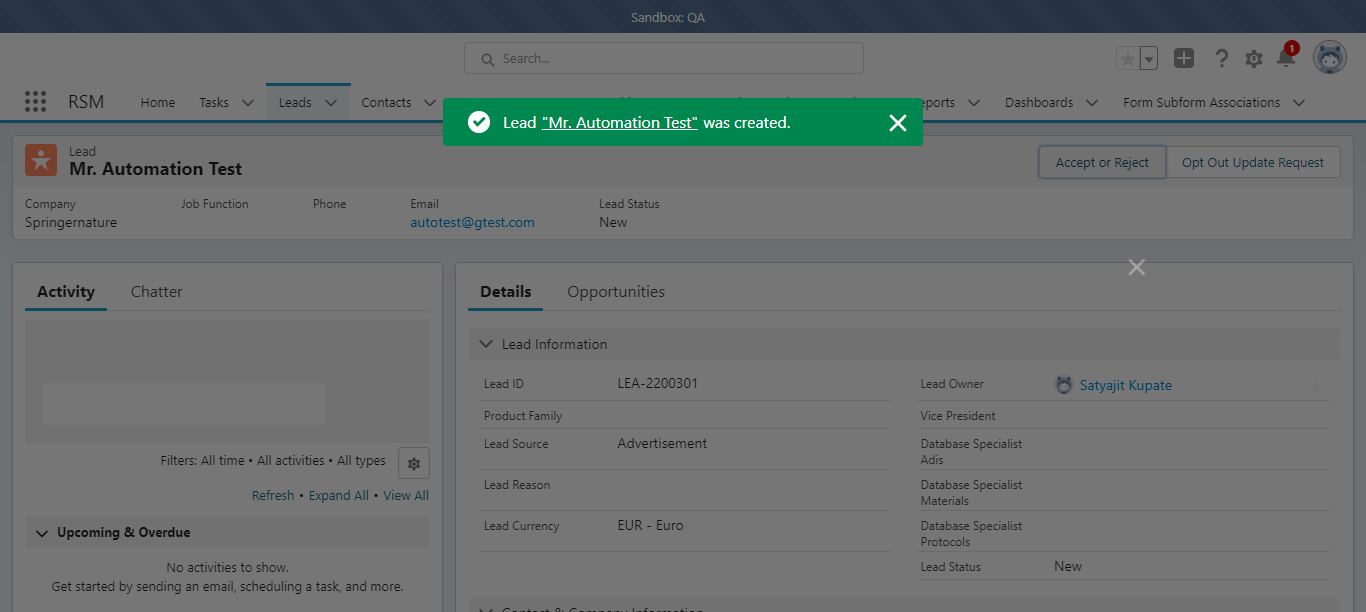 Sandbox: QA
Search...
1
RSM
Home
Tasks
Leads
Contacts
Dashboards
Form Subform Associations
Lead "Mr. Automation Test" was created.
Lead
Mr. Automation Test
Accept or Reject
Opt Out Update Request
Company
Job Function
Phone
Email
Lead Status
Springernature
autotest@gtest.com
New
Activity
Chatter
Details
Opportunities
Lead Information
Lead ID
LEA-2200301
Lead Owner
Satyajit Kupate
Product Family
Vice President
Lead Source
Advertisement
Database Specialist
Adis
Lead Reason
Database Specialist
Materials
Lead Currency
EUR - Euro
Database Specialist
Protocols
Lead Status
New
Filters: All time • All activities • All types
Refresh • Expand All • View All
Upcoming & Overdue
No activities to show.
Get started by sending an email, scheduling a task, and more.
Contact & Company Information